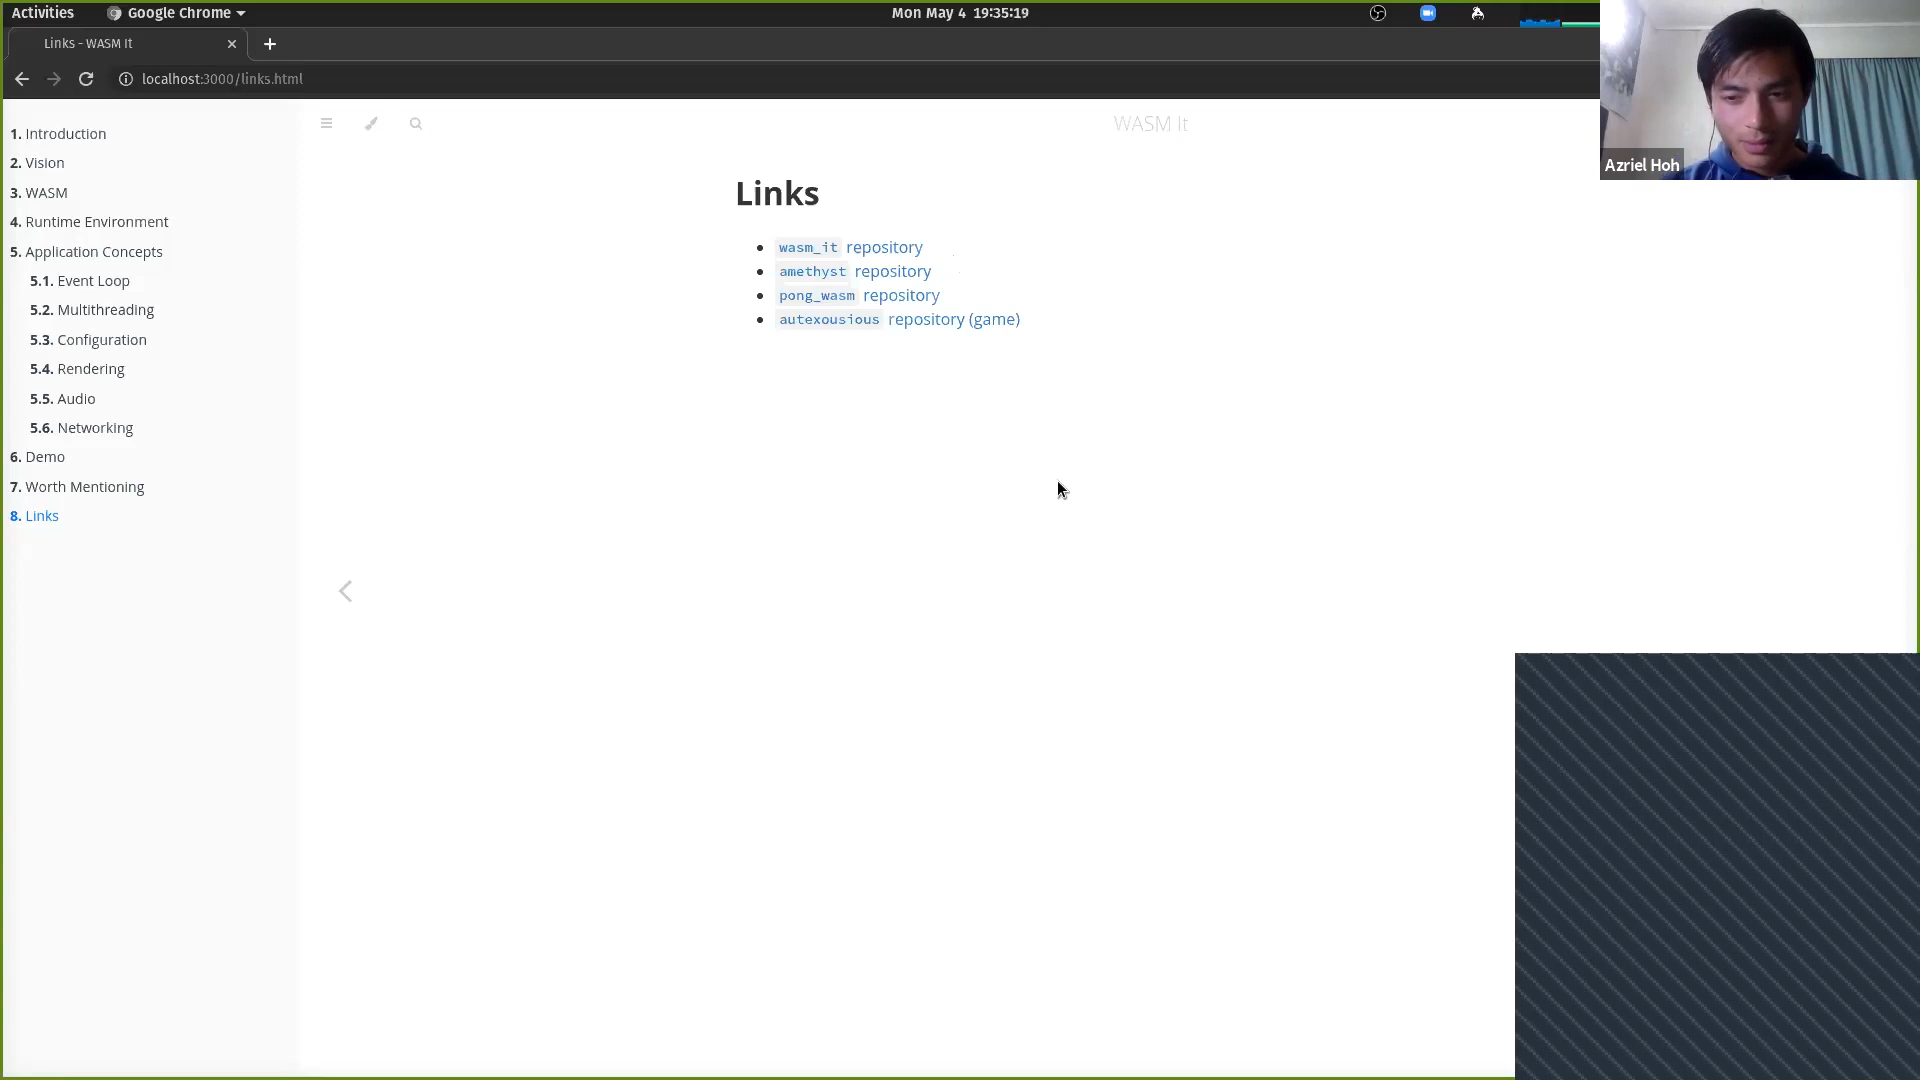 Activities
Google Chrome
Mon May 4 19:35:19
Links - WASM It
localhost:3000/links.html
Azriel Hoh
1. Introduction
2. Vision
3. WASM
4. Runtime Environment
5. Application Concepts
5.1. Event Loop
5.2. Multithreading
5.3. Configuration
5.4. Rendering
5.5. Audio
5.6. Networking
6. Demo
7. Worth Mentioning
8. Links
WASM It
Links
wasm_it repository
amethyst repository
pong_wasm repository
autexousious repository (game)